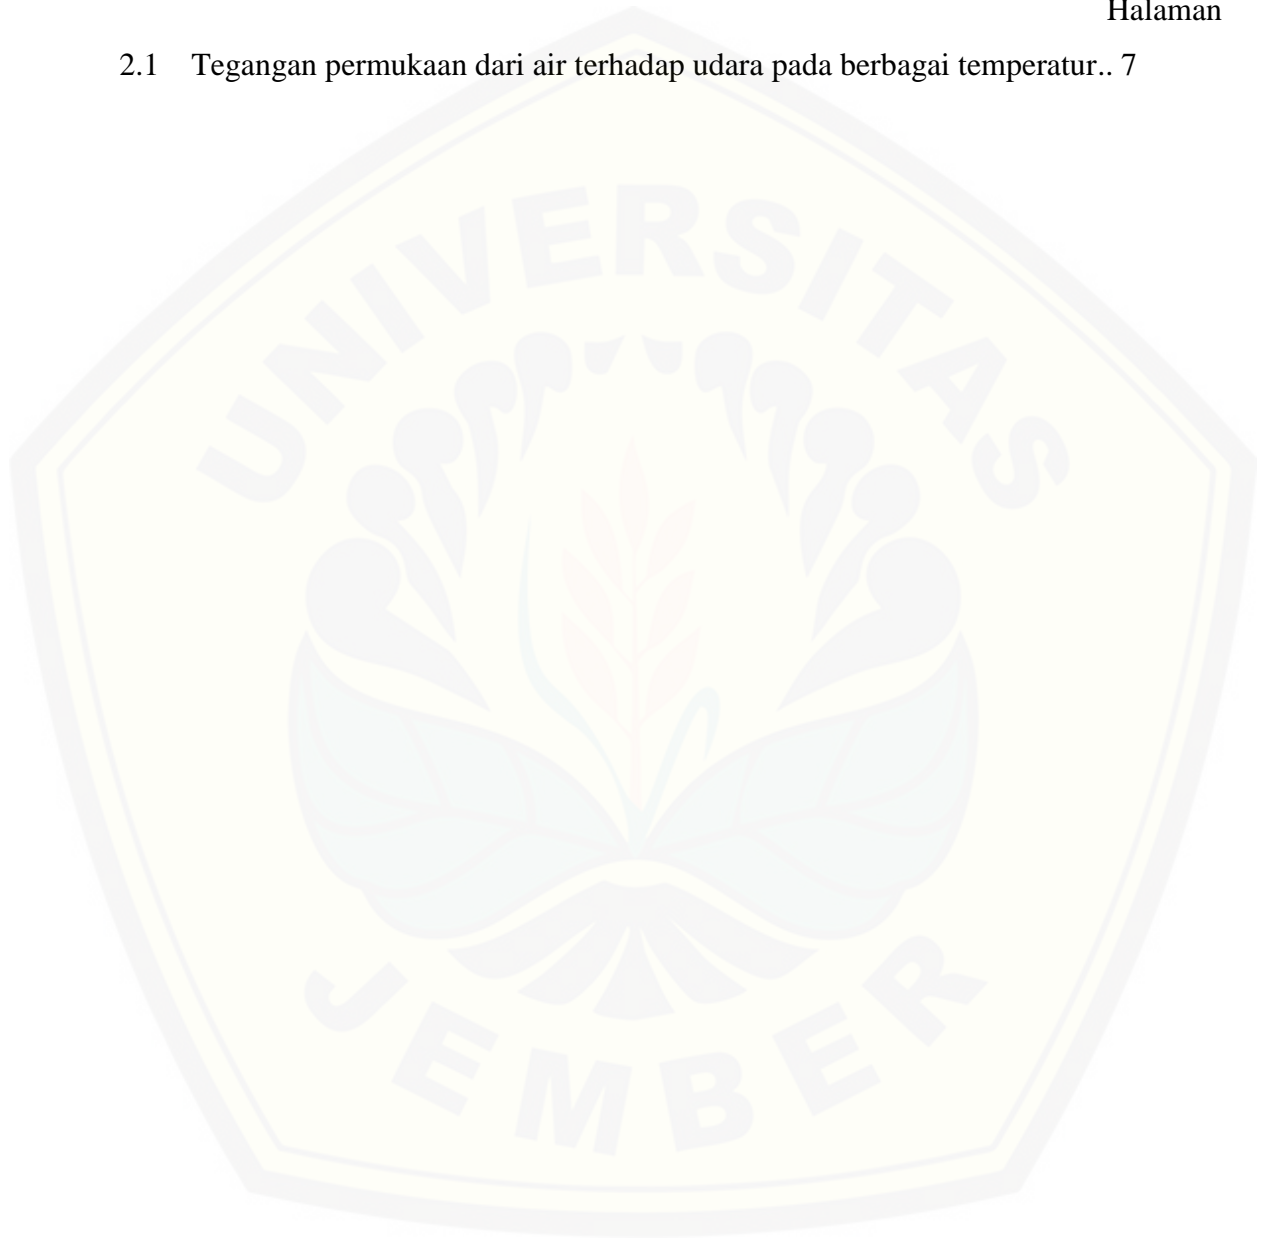 Halaman
2.1 Tegangan permukaan dari air terhadap udara pada berbagai temperatur.. 7
UNIVERSITAS
JEMBER